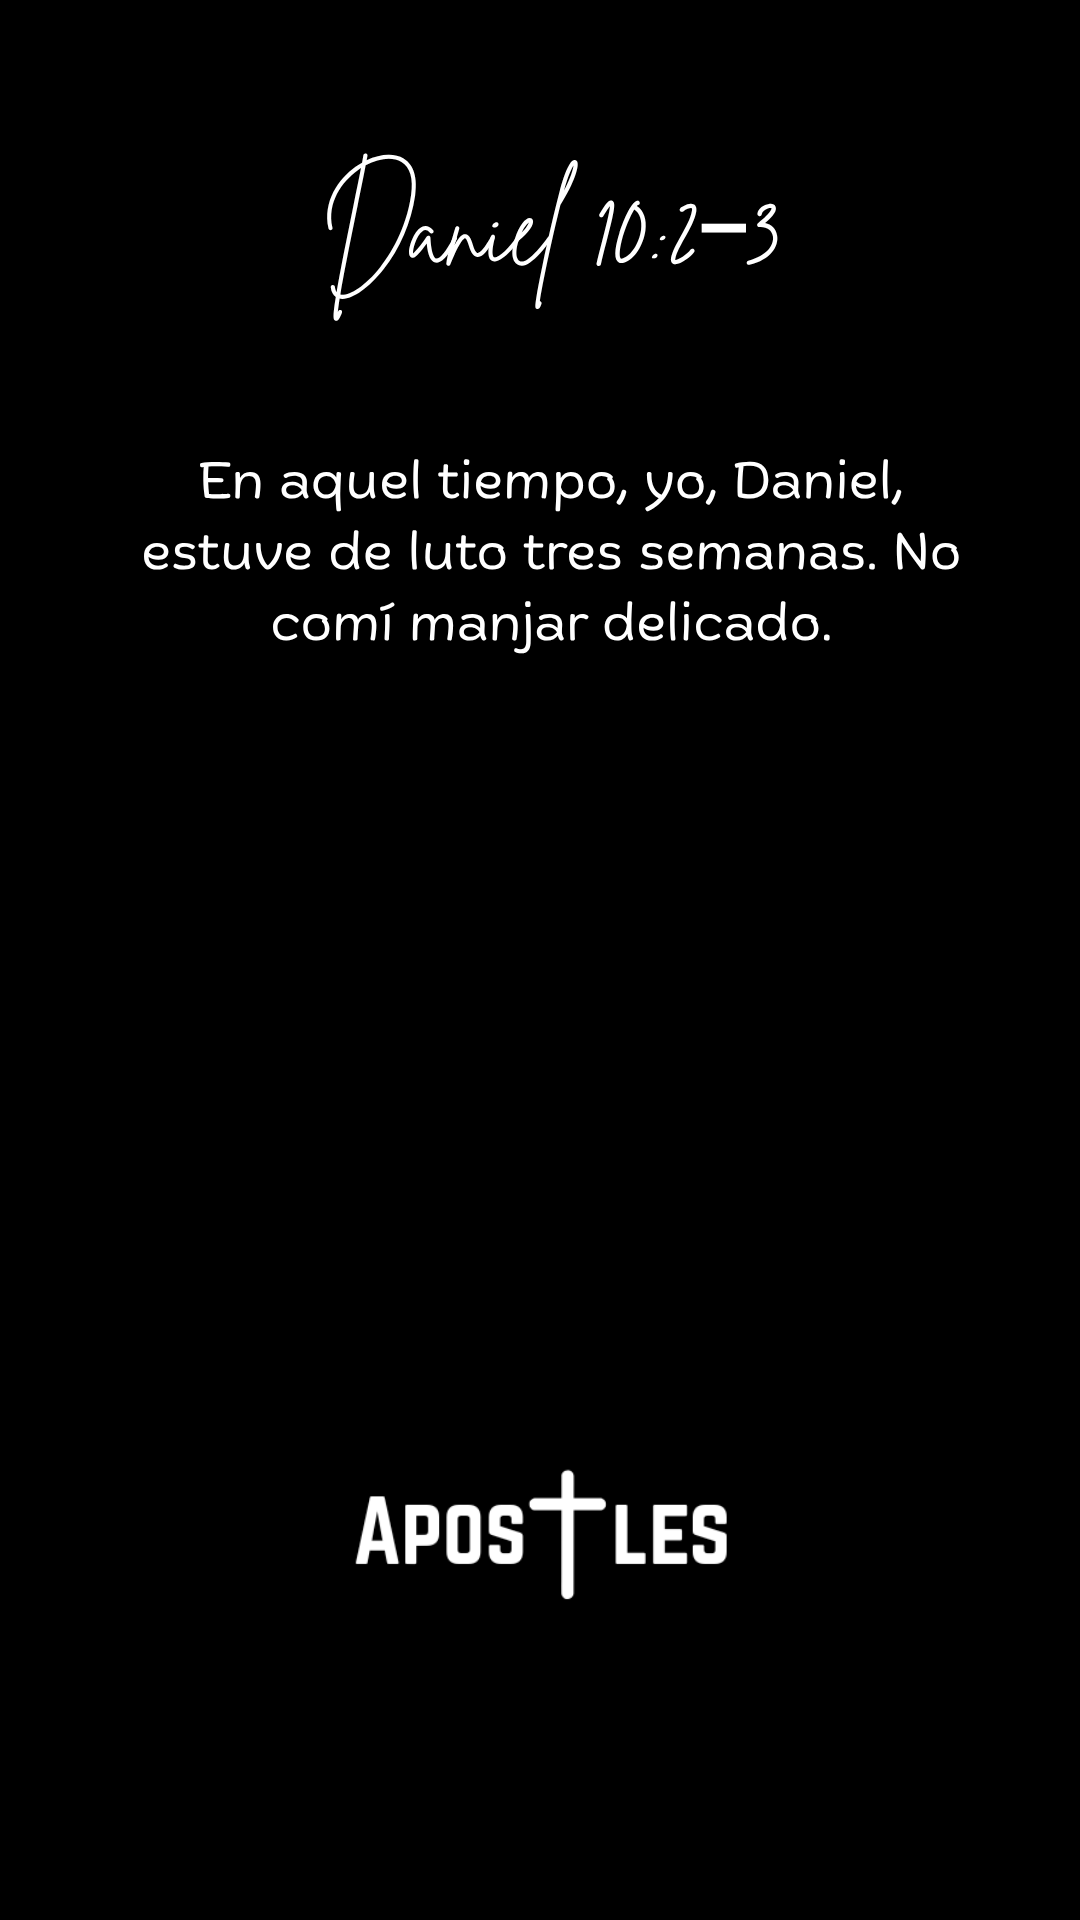 Daniel 10:2-3
En aquel tiempo, yo, Daniel,
estuve de luto tres semanas. No
comí manjar delicado.
APOSTLES